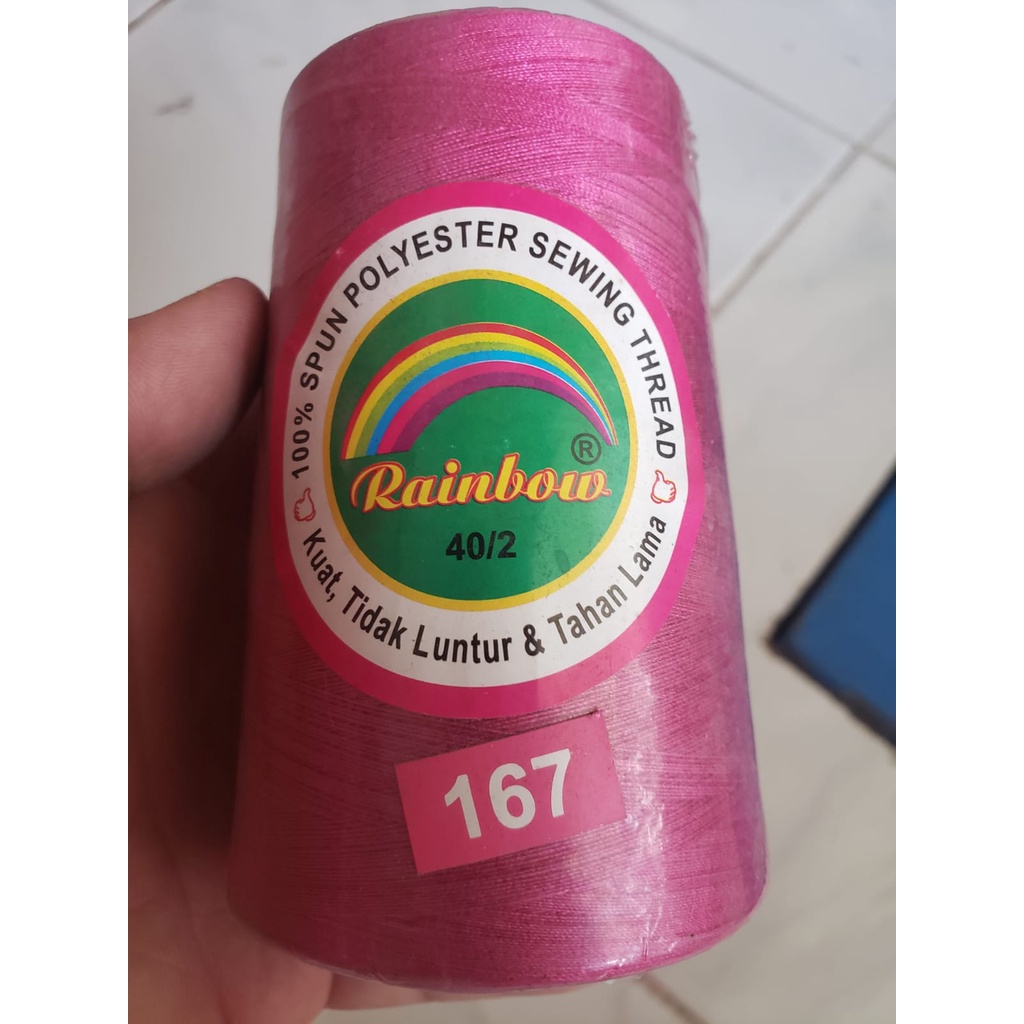 100% SPUN POLYESTER SEWING THREAD
Rainbow®
40/2
Kuat, Tidak Luntur & Tahan Lama
167